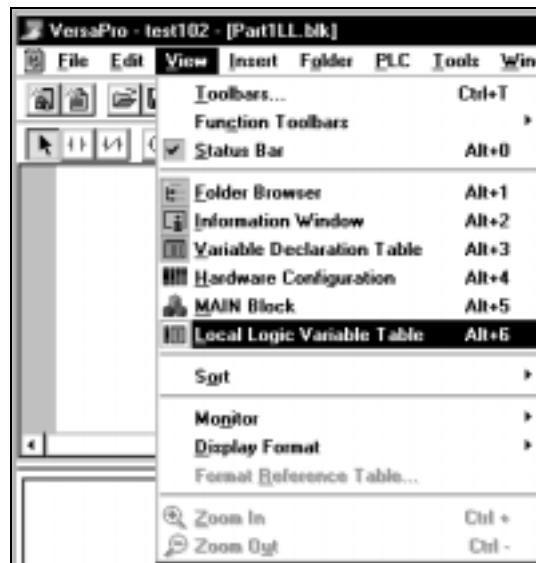 VersaPro - test102 - [Part1LL.blk]
File Edit View Insert Folder PLC Tools Win
Toolbars... Ctrl+T
Function Toolbars
Status Bar Alt+0
Folder Browser Alt+1
Information Window Alt+2
Variable Declaration Table Alt+3
Hardware Configuration Alt+4
MAIN Block Alt+5
Local Logic Variable Table Alt+6
Sort
Monitor
Display Format
Format Reference Table...
Zoom In Ctrl +
Zoom Out Ctrl -